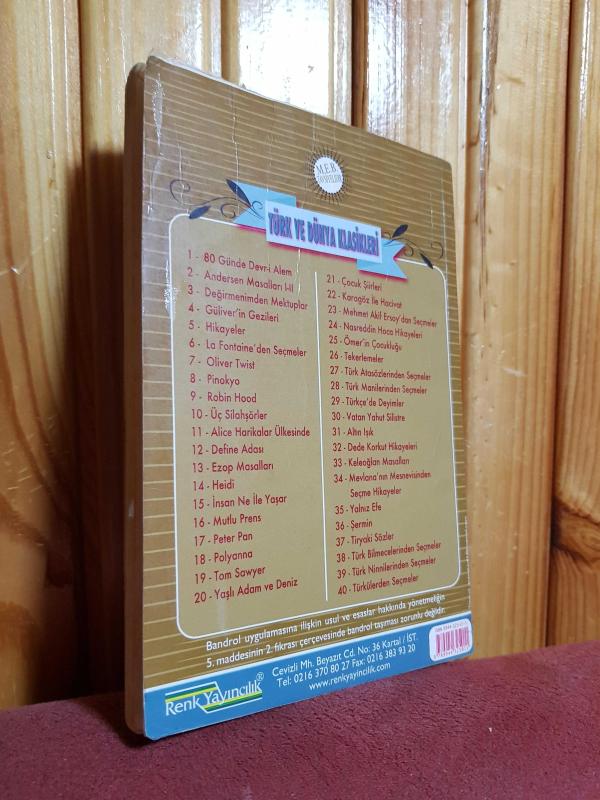 M.E.B.
TAVSİYELİDİR
TÜRK VE DÜNYA KLASİKLERİ
1 - 80 Günde Devr-i Alem
2 - Andersen Masalları I-II
3 - Değirmenimden Mektuplar
4 - Güliver'in Gezileri
5 - Hikayeler
6 - La Fontaine'den Seçmeler
7 - Oliver Twist
8 - Pinokyo
9 - Robin Hood
10 - Üç Silahşörler
11 - Alice Harikalar Ülkesinde
12 - Define Adası
13 - Ezop Masalları
14 - Heidi
15 - İnsan Ne İle Yaşar
16 - Mutlu Prens
17 - Peter Pan
18 - Polyanna
19 - Tom Sawyer
20 - Yaşlı Adam ve Deniz
21 - Çocuk Şiirleri
22 - Karagöz İle Hacivat
23 - Mehmet Akif Ersoy'dan Seçmeler
24 - Nasreddin Hoca Hikayeleri
25 - Ömer'in Çocukluğu
26 - Tekerlemeler
27 - Türk Atasözlerinden Seçmeler
28 - Türk Manilerinden Seçmeler
29 - Türkçe'de Deyimler
30 - Vatan Yahut Silistre
31 - Altın Işık
32 - Dede Korkut Hikayeleri
33 - Keleoğlan Masalları
34 - Mevlana'nın Mesnevisinden
Seçme Hikayeler
35 - Yalnız Efe
36 - Şermin
37 - Tiryaki Sözler
38 - Türk Bilmecelerinden Seçmeler
39 - Türk Ninnilerinden Seçmeler
40 - Türkülerden Seçmeler
Bandrol uygulamasına ilişkin usul ve esaslar hakkında yönetmeliğin
5. maddesinin 2. fıkrası çerçevesinde bandrol taşıması zorunlu değildir.
Renk Yayıncılık ®
Cevizli Mh. Beyazıt Cd. No: 36 Kartal / İST.
Tel: 0216 370 80 27 Fax: 0216 383 93 20
www.renkyayincilik.com